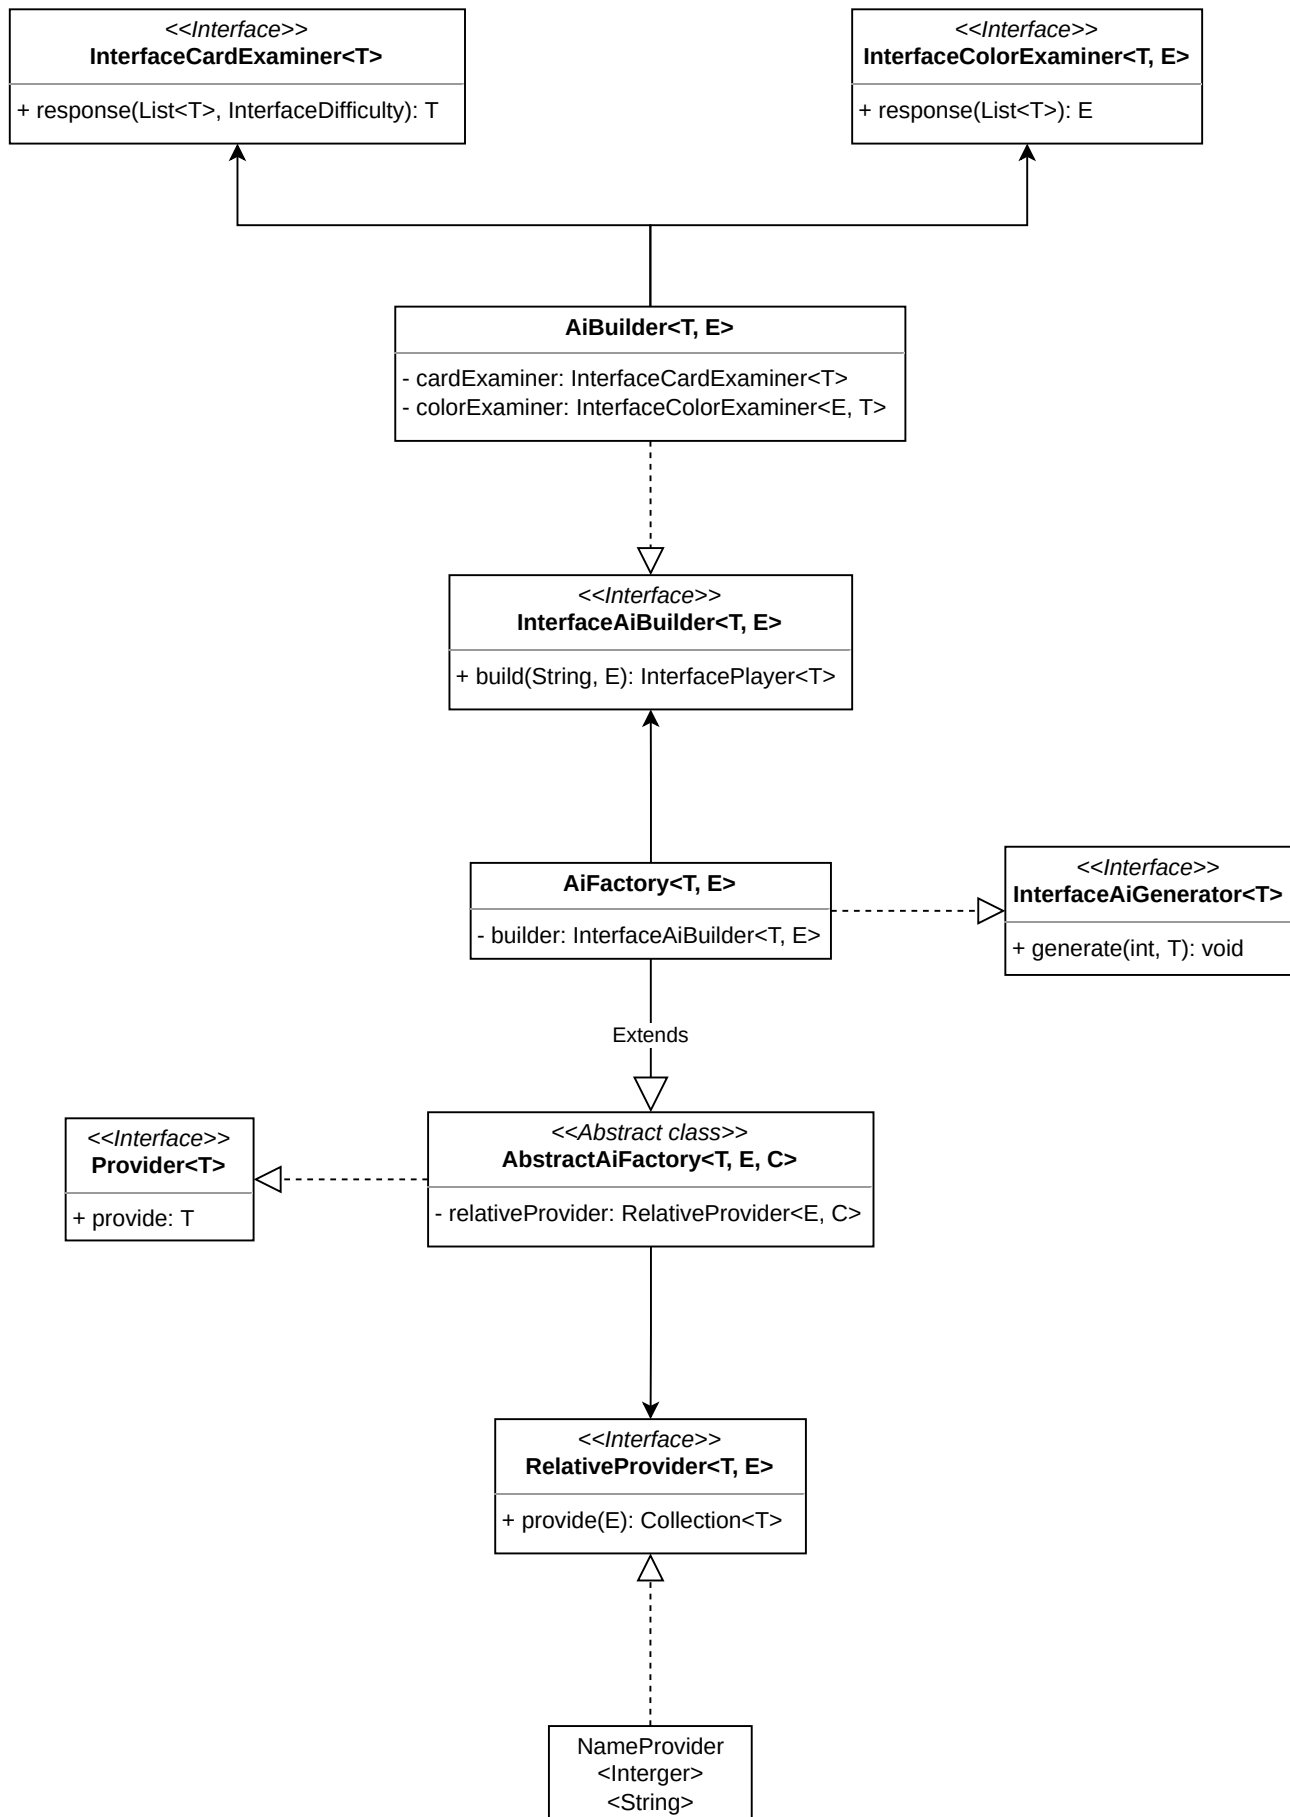 <<Interface>>
InterfaceCardExaminer<T>
+ response(List<T>, InterfaceDifficulty): T
<<Interface>>
InterfaceColorExaminer<T, E>
+ response(List<T>): E
AiBuilder<T, E>
- cardExaminer: InterfaceCardExaminer<T>
- colorExaminer: InterfaceColorExaminer<E, T>
<<Interface>>
InterfaceAiBuilder<T, E>
+ build(String, E): InterfacePlayer<T>
AiFactory<T, E>
- builder: InterfaceAiBuilder<T, E>
<<Interface>>
InterfaceAiGenerator<T>
+ generate(int, T): void
Extends
<<Interface>>
Provider<T>
+ provide: T
<<Abstract class>>
AbstractAiFactory<T, E, C>
- relativeProvider: RelativeProvider<E, C>
<<Interface>>
RelativeProvider<T, E>
+ provide(E): Collection<T>
NameProvider
<Interger>
<String>